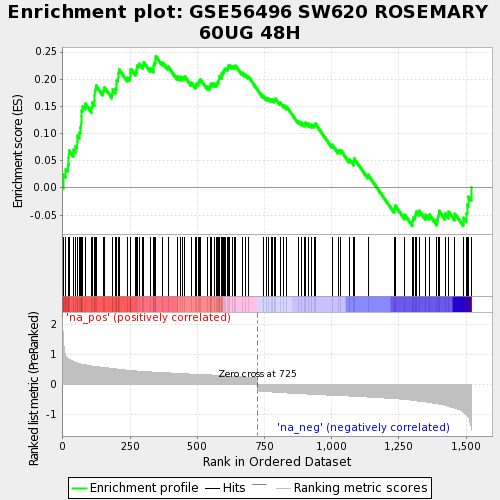 Enrichment plot: GSE56496 SW620 ROSEMARY
60UG 48H
Enrichment score (ES)
0.25
0.20
0.15
0.10
0.05
0.00
-0.05
'na_pos' (positively correlated)
Ranked list metric (PreRanked)
2
1
0
-1
Zero cross at 725
'na_neg' (negatively correlated)
0
250
500
750
1,000
1,250
1,500
Rank in Ordered Dataset
Enrichment profile
Hits
Ranking metric scores